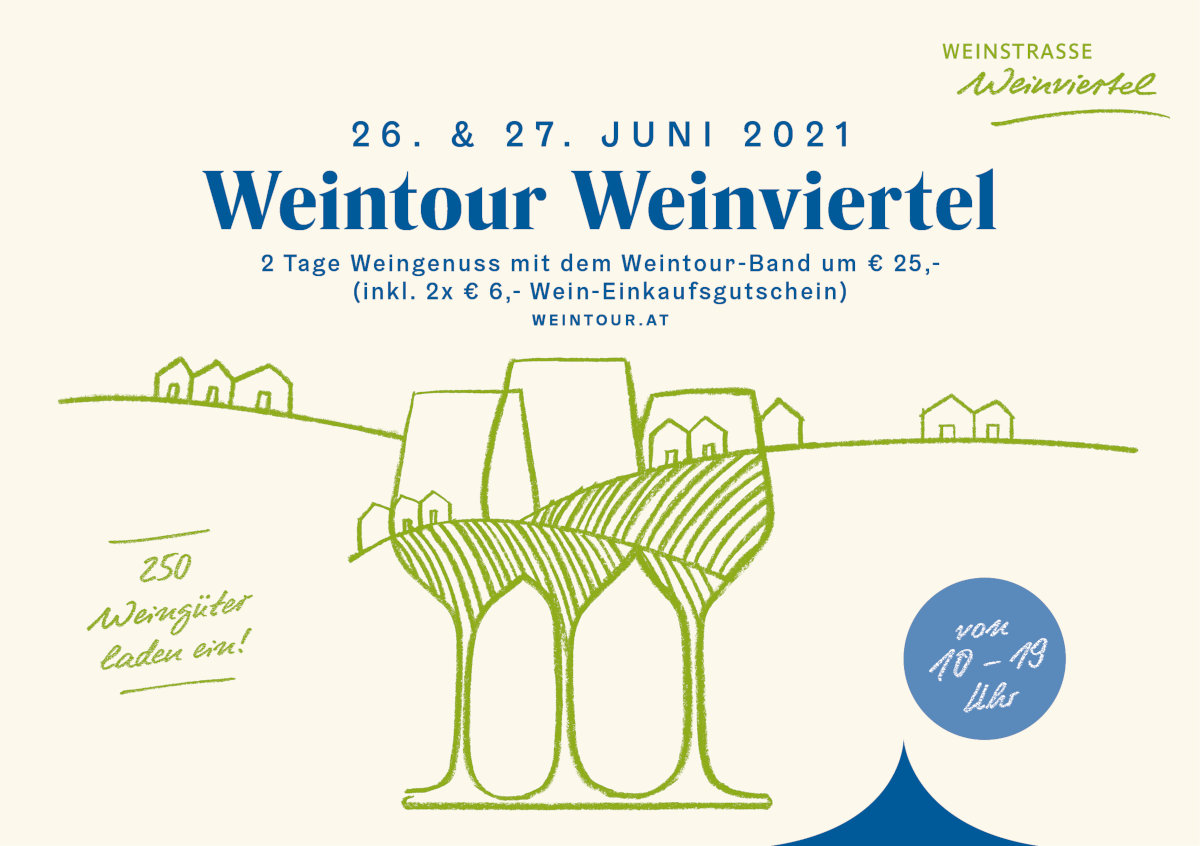 WEINSTRASSE
Weinviertel
26. & 27. JUNI 2021
Weintour Weinviertel
2 Tage Weingenuss mit dem Weintour-Band um € 25,-
(inkl. 2x € 6,- Wein-Einkaufsgutschein)
WEINTOUR.AT
250
Weingüter
laden ein!
von
10 – 19
Uhr